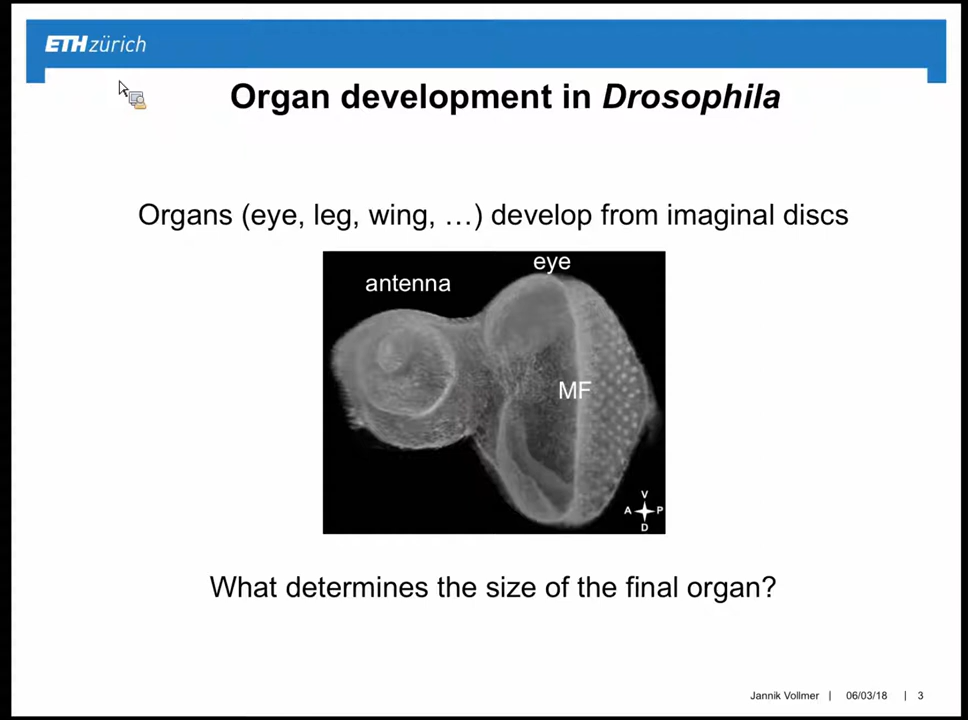 ETH zürich
Organ development in Drosophila
Organs (eye, leg, wing, …) develop from imaginal discs
eye
antenna
MF
V
A P
D
What determines the size of the final organ?
Jannik Vollmer | 06/03/18 | 3